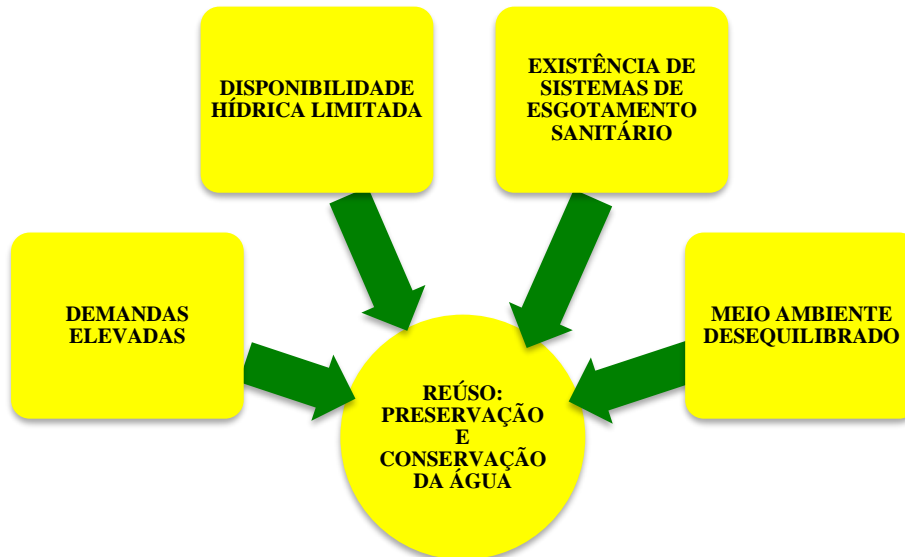 DISPONIBILIDADE
HÍDRICA LIMITADA
EXISTÊNCIA DE
SISTEMAS DE
ESGOTAMENTO
SANITÁRIO
DEMANDAS
ELEVADAS
MEIO AMBIENTE
DESEQUILIBRADO
REÚSO:
PRESERVAÇÃO
E
CONSERVAÇÃO
DA ÁGUA